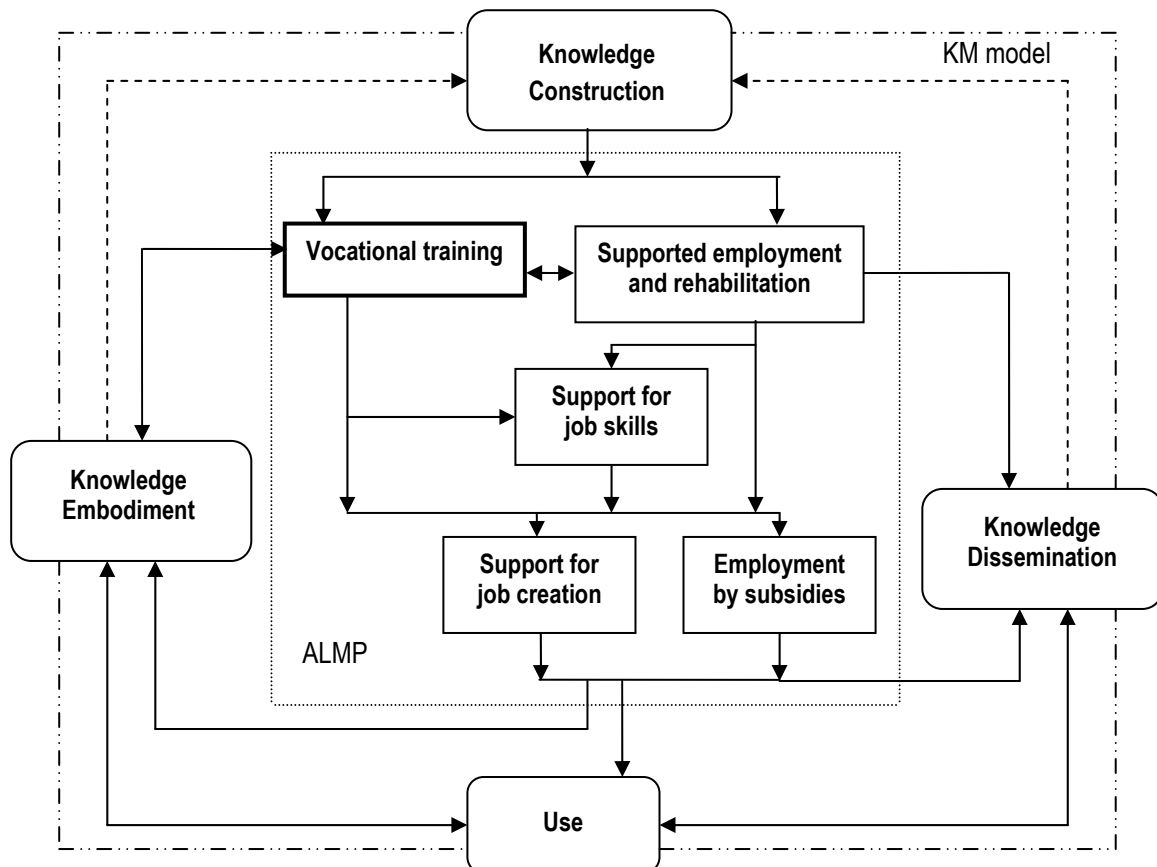 Knowledge
Construction
KM model
Vocational training
Supported employment
and rehabilitation
Support for
job skills
Knowledge
Embodiment
Knowledge
Dissemination
Support for
job creation
Employment
by subsidies
ALMP
Use